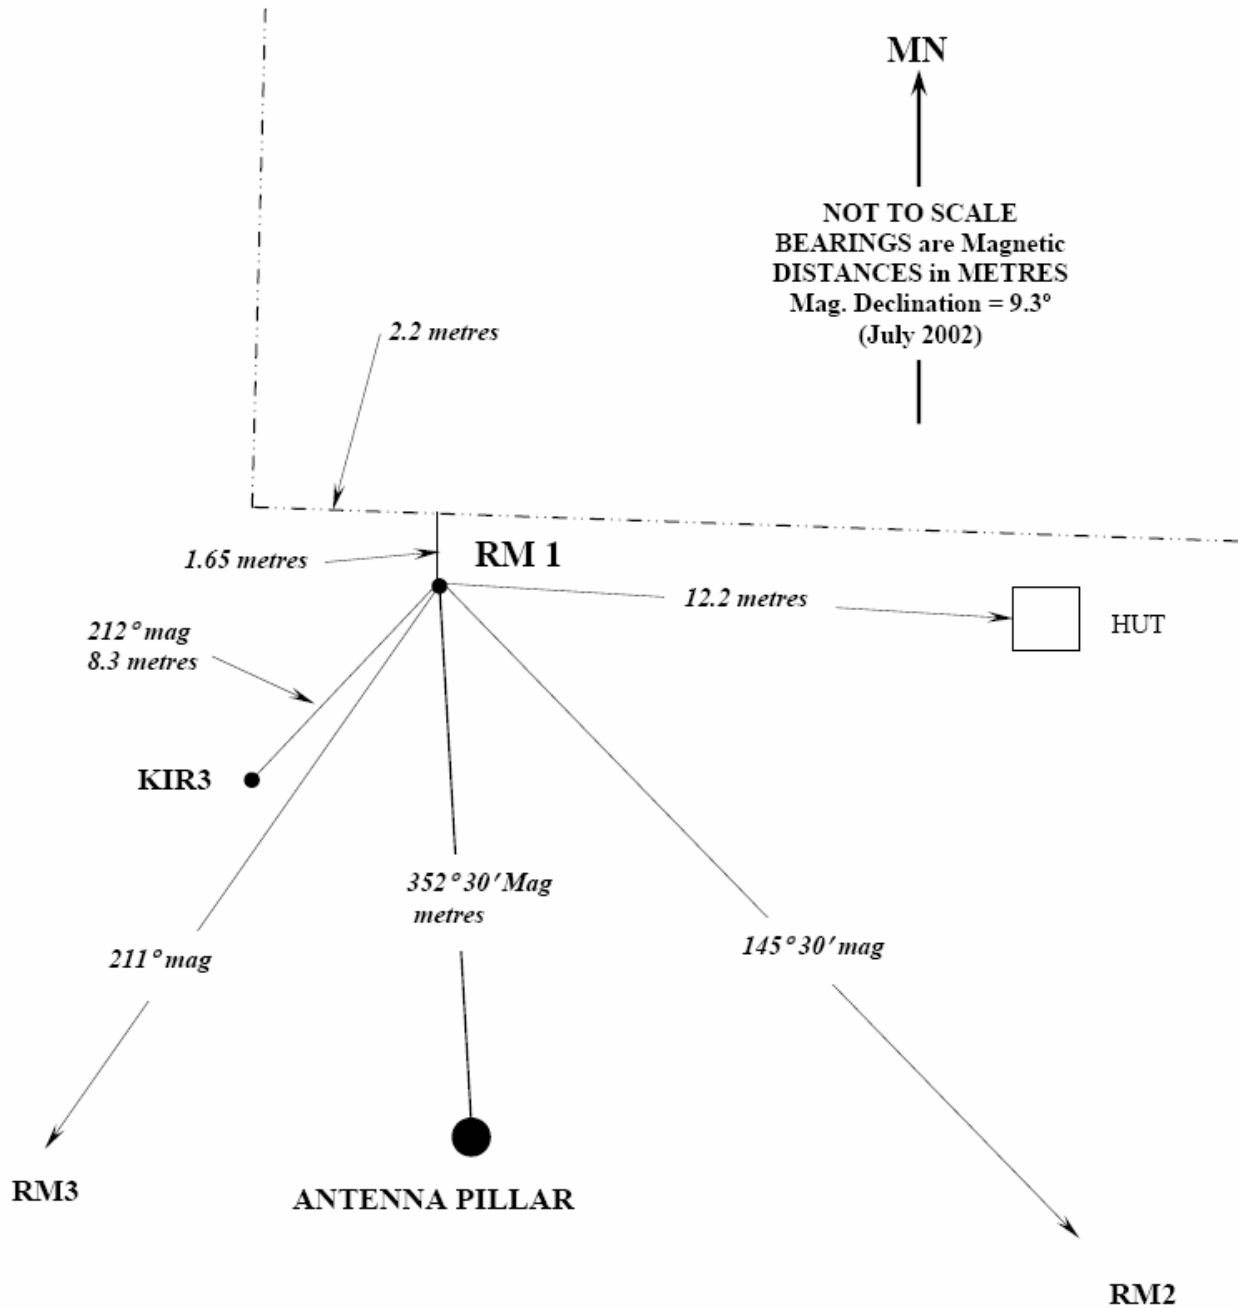 MN
NOT TO SCALE
BEARINGS are Magnetic
DISTANCES in METRES
Mag. Declination = 9.3º
(July 2002)
2.2 metres
1.65 metres
RM 1
12.2 metres
HUT
212° mag
8.3 metres
KIR3
352° 30' Mag
metres
211° mag
145° 30' mag
RM3
ANTENNA PILLAR
RM2